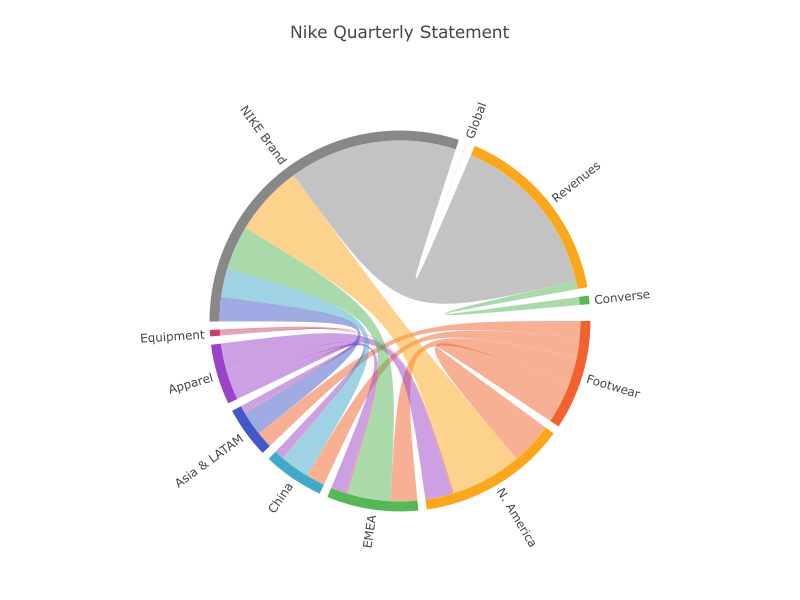 Nike Quarterly Statement
Global
NIKE Brand
Revenues
Converse
Equipment
Footwear
Apparel
Asia & LATAM
China
EMEA
N. America